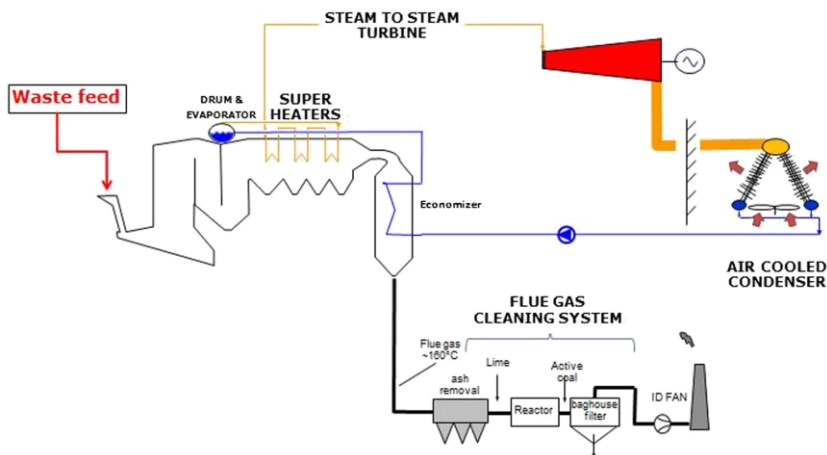 STEAM TO STEAM
TURBINE
Waste feed
DRUM &
EVAPORATOR
SUPER
HEATERS
Economizer
AIR COOLED
CONDENSER
FLUE GAS
CLEANING SYSTEM
Flue gas
~160°C
Lime
Active
coal
ash
removal
Reactor
baghouse
filter
ID FAN